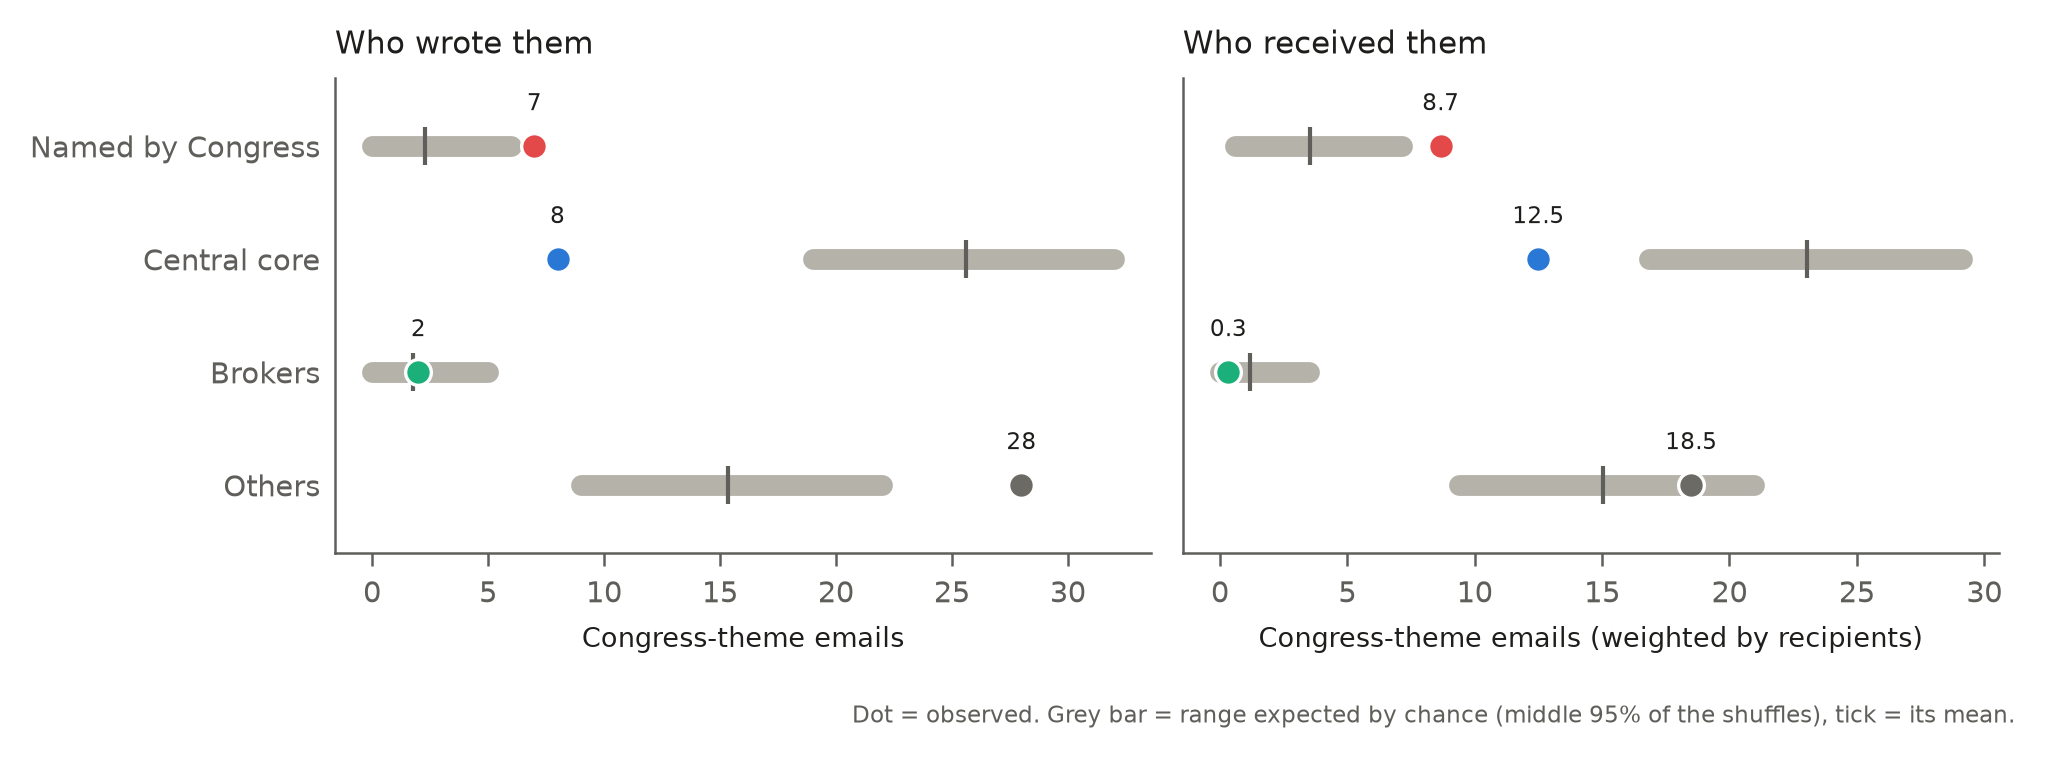 Who wrote them
Who received them
Named by Congress
7
8.7
Central core
8
12.5
Brokers
2
0.3
Others
28
18.5
0 5 10 15 20 25 30
0 5 10 15 20 25 30
Congress-theme emails
Congress-theme emails (weighted by recipients)
Dot = observed. Grey bar = range expected by chance (middle 95% of the shuffles), tick = its mean.